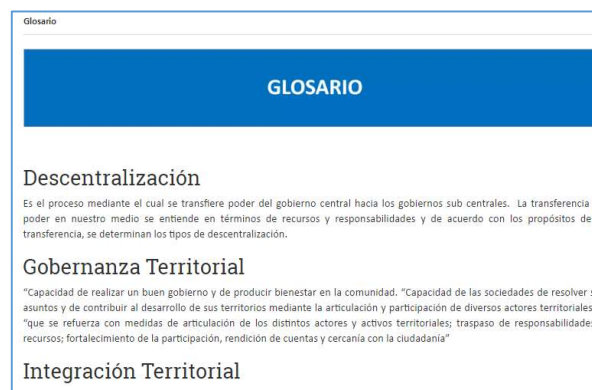 Glosario
GLOSARIO
Descentralización
Es el proceso mediante el cual se transfiere poder del gobierno central hacia los gobiernos sub centrales. La transferencia
poder en nuestro medio se entiende en términos de recursos y responsabilidades y de acuerdo con los propósitos de
transferencia, se determinan los tipos de descentralización.
Gobernanza Territorial
"Capacidad de realizar un buen gobierno y de producir bienestar en la comunidad. "Capacidad de las sociedades de resolver s
asuntos y de contribuir al desarrollo de sus territorios mediante la articulación y participación de diversos actores territoriales
"que se refuerza con medidas de articulación de los distintos actores y activos territoriales; traspaso de responsabilidades
recursos; fortalecimiento de la participación, rendición de cuentas y cercanía con la ciudadanía"
Integración Territorial